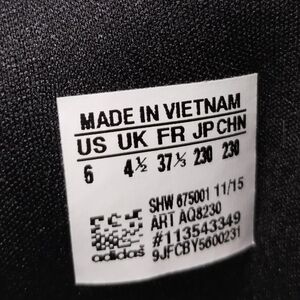 MADE IN VIETNAM
US UK FR JP CHN
6 4½ 37⅓ 230 230
SHW 675001 11/15
ART AQ8230
#113543349
9JFCBY5600231
adidas